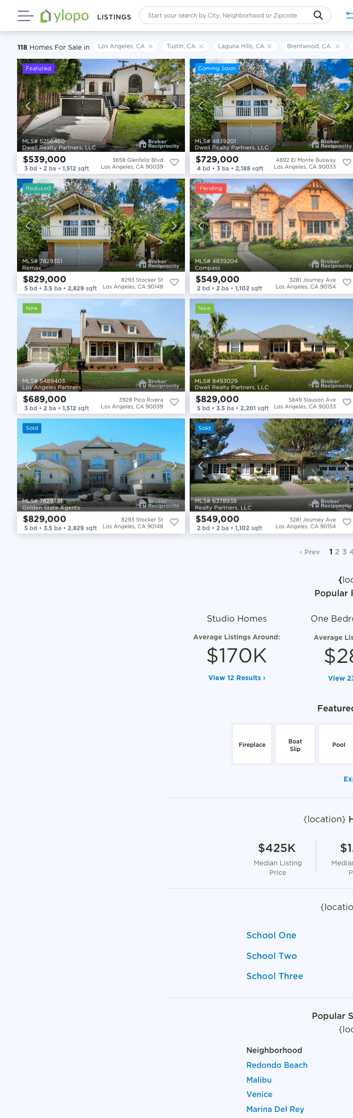 ylopo LISTINGS Start your search by City, Neighborhood or Zipcode
118 Homes For Sale in Los Angeles, CA × Tustin, CA × Laguna Hills, CA × Brentwood, CA ×
Featured
MLS# 5256460
Dwell Realty Partners, LLC
Broker Reciprocity
$539,000
3658 Glenfeliz Blvd
3 bd • 2 ba • 1,512 sqft
Los Angeles, CA 90039
Coming Soon
MLS# 4839201
Dwell Realty Partners, LLC
Broker Reciprocity
$729,000
4892 El Monte Busway
4 bd • 3 ba • 2,188 sqft
Los Angeles, CA 90033
Reduced
MLS# 7829351
Remax
Broker Reciprocity
$829,000
8293 Stocker St
5 bd • 3.5 ba • 2,829 sqft
Los Angeles, CA 90148
Pending
MLS# 4839204
Compass
Broker Reciprocity
$549,000
3281 Journey Ave
2 bd • 2 ba • 1,102 sqft
Los Angeles, CA 90154
New
MLS# 5489403
Los Angeles Partners
Broker Reciprocity
$689,000
3928 Pico Rivera
3 bd • 2 ba • 1,512 sqft
Los Angeles, CA 90033
New
MLS# 8493029
Dwell Realty Partners, LLC
Broker Reciprocity
$829,000
5849 Slauson Ave
5 bd • 3.5 ba • 2,201 sqft
Los Angeles, CA 90033
Sold
MLS# 7829351
Golden State Agents
Broker Reciprocity
$829,000
8293 Stocker St
5 bd • 3.5 ba • 2,829 sqft
Los Angeles, CA 90148
Sold
MLS# 6378938
Realty Partners, LLC
Broker Reciprocity
$549,000
3281 Journey Ave
2 bd • 2 ba • 1,102 sqft
Los Angeles, CA 90154
‹ Prev 1 2 3 4
{loc
Popular
Studio Homes
Average Listings Around:
$170K
View 12 Results ›
One Bedr
Average Lis
$28
View 23
Featured
Fireplace
Boat Slip
Pool
Ex
{location} H
$425K
Median Listing
Price
$1.
Median
P
{locatio
School One
School Two
School Three
Popular S
{loc
Neighborhood
Redondo Beach
Malibu
Venice
Marina Del Rey